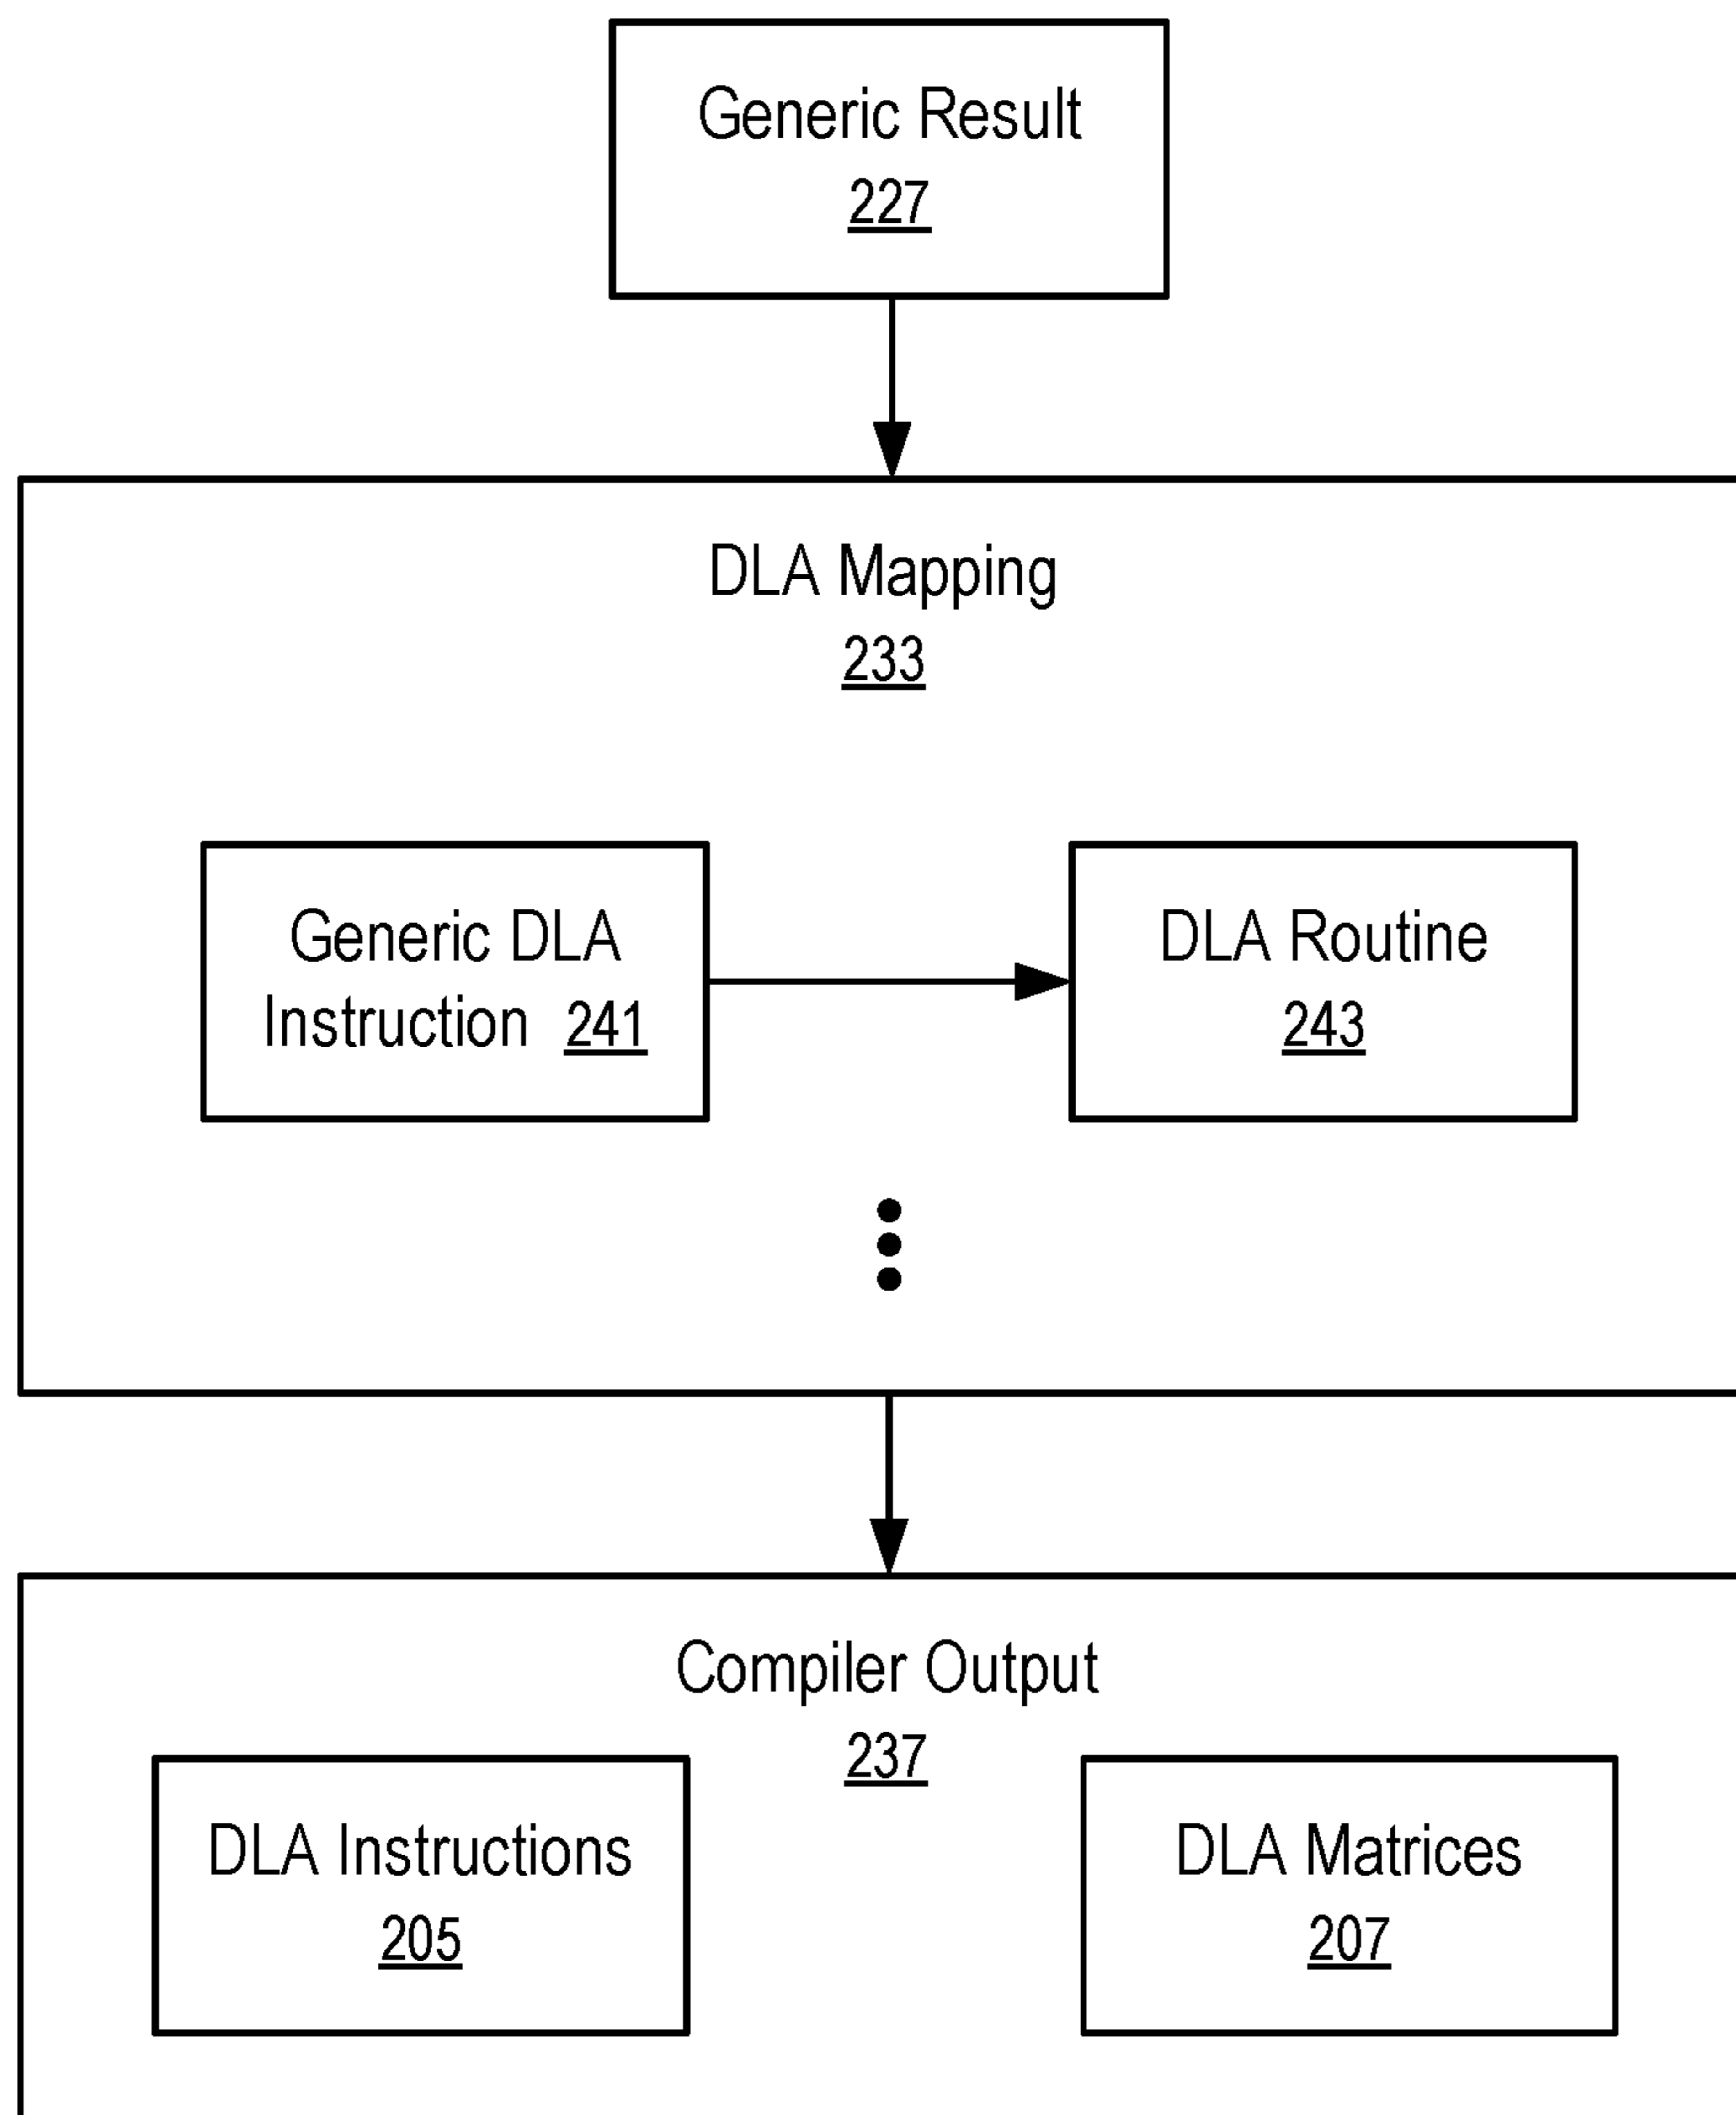 Generic Result
227
DLA Mapping
233
Generic DLA
Instruction 241
DLA Routine
243
Compiler Output
237
DLA Instructions
205
DLA Matrices
207